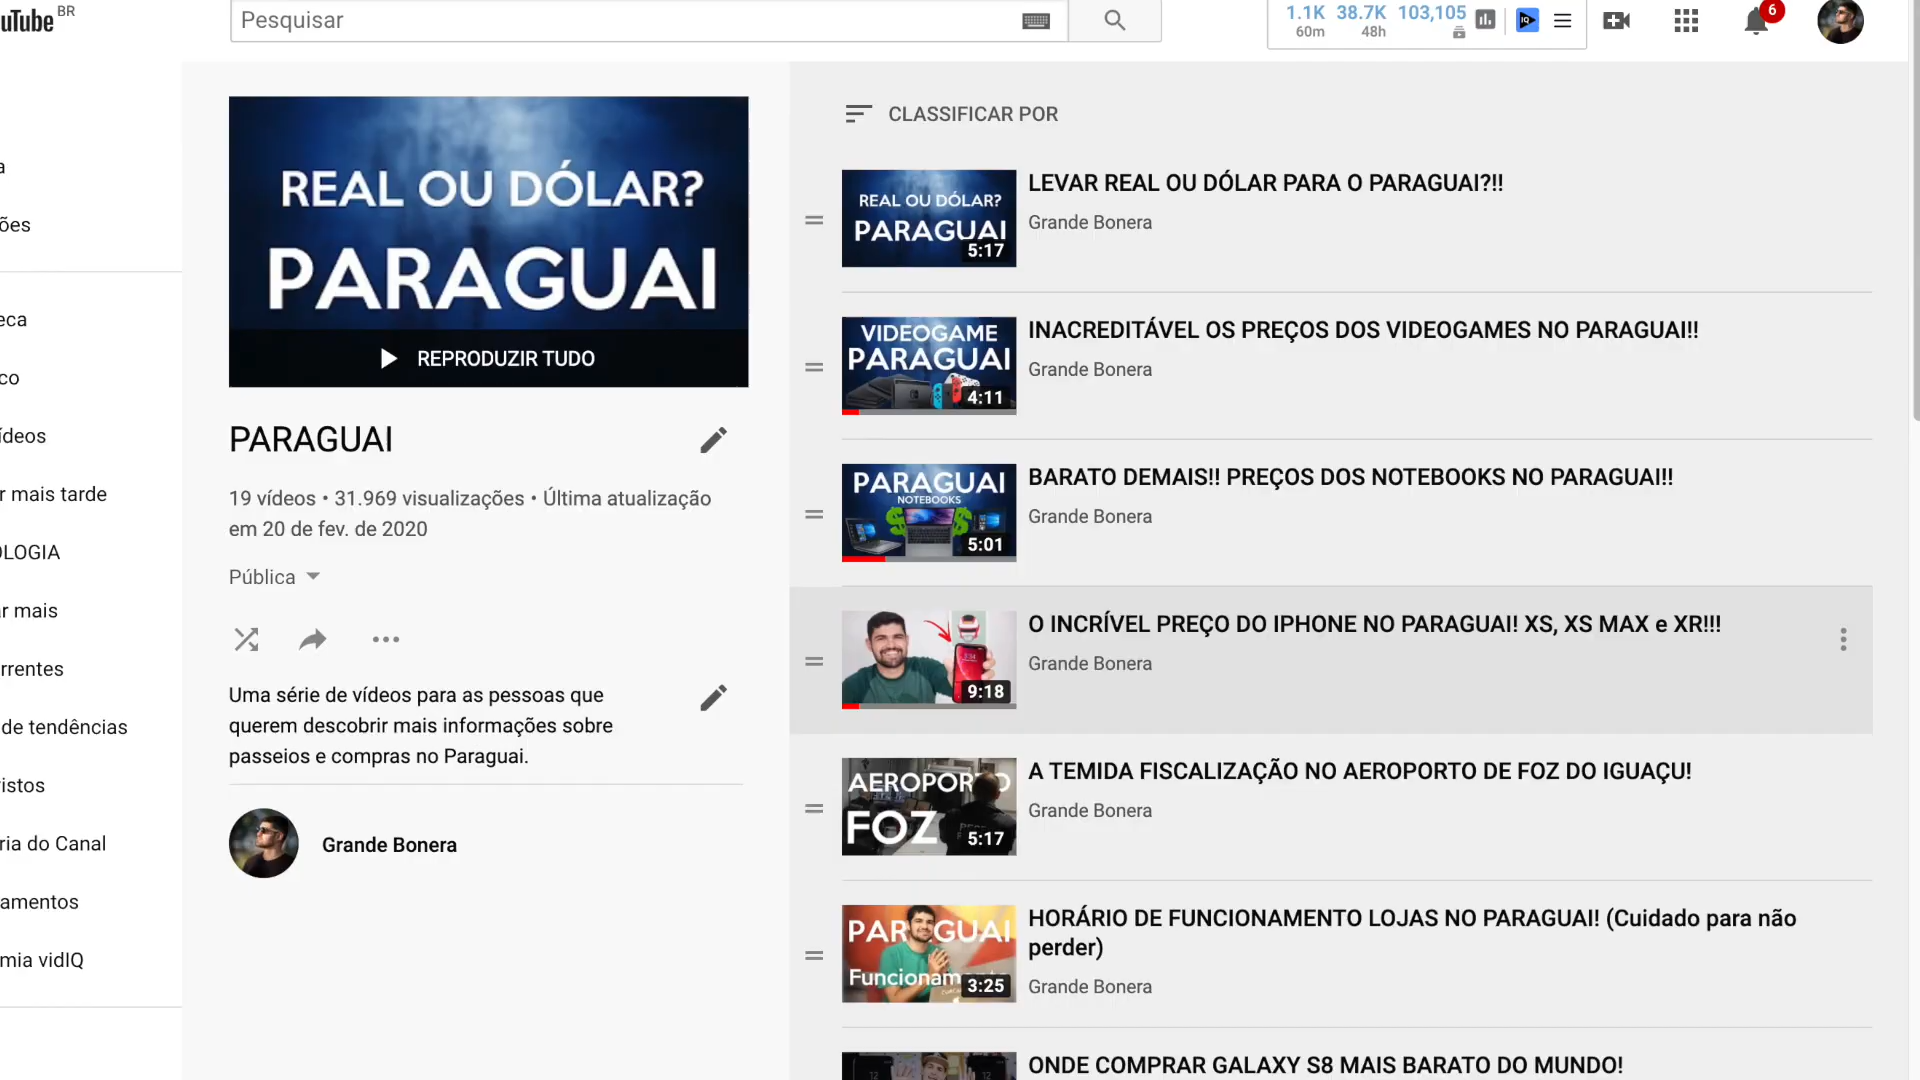 uTube BR
Pesquisar
1.1K 38.7K 103,105
60m 48h
IQ
6
a
ões
eca
co
ídeos
r mais tarde
OLOGIA
ar mais
rrentes
de tendências
istos
ria do Canal
amentos
mia vidIQ
REAL OU DÓLAR?
PARAGUAI
REPRODUZIR TUDO
PARAGUAI
19 vídeos • 31.969 visualizações • Última atualização
em 20 de fev. de 2020
Pública
Uma série de vídeos para as pessoas que
querem descobrir mais informações sobre
passeios e compras no Paraguai.
Grande Bonera
CLASSIFICAR POR
REAL OU DÓLAR?
PARAGUAI
5:17
LEVAR REAL OU DÓLAR PARA O PARAGUAI?!!
Grande Bonera
VIDEOGAME
PARAGUAI
4:11
INACREDITÁVEL OS PREÇOS DOS VIDEOGAMES NO PARAGUAI!!
Grande Bonera
PARAGUAI
NOTEBOOKS
5:01
BARATO DEMAIS!! PREÇOS DOS NOTEBOOKS NO PARAGUAI!!
Grande Bonera
9:18
O INCRÍVEL PREÇO DO IPHONE NO PARAGUAI! XS, XS MAX e XR!!!
Grande Bonera
AEROPORTO
FOZ
5:17
A TEMIDA FISCALIZAÇÃO NO AEROPORTO DE FOZ DO IGUAÇU!
Grande Bonera
PARAGUAI
Funcionamento
3:25
HORÁRIO DE FUNCIONAMENTO LOJAS NO PARAGUAI! (Cuidado para não
perder)
Grande Bonera
ONDE COMPRAR GALAXY S8 MAIS BARATO DO MUNDO!